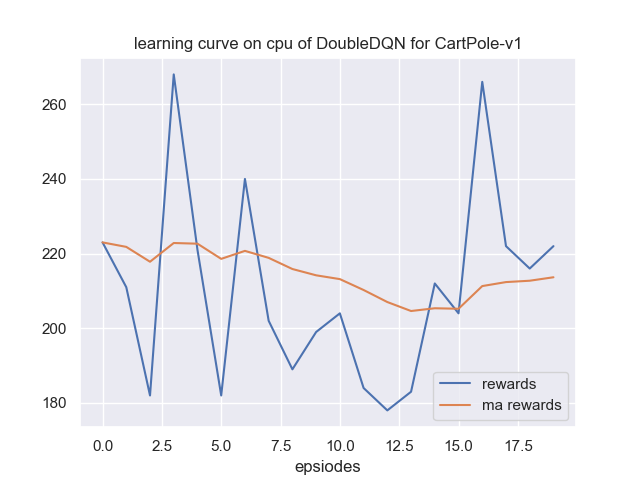 learning curve on cpu of DoubleDQN for CartPole-v1
260
240
220
200
180
0.0 2.5 5.0 7.5 10.0 12.5 15.0 17.5
epsiodes
rewards
ma rewards